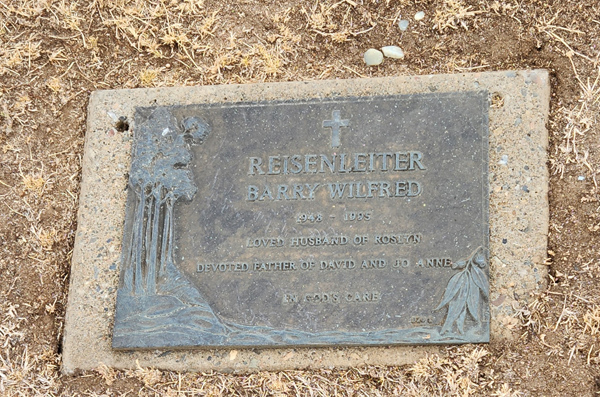 REISENLEITER
BARRY WILFRED
1948 - 1995
LOVED HUSBAND OF ROSLYN
DEVOTED FATHER OF DAVID AND JO ANNE
IN GOD'S CARE